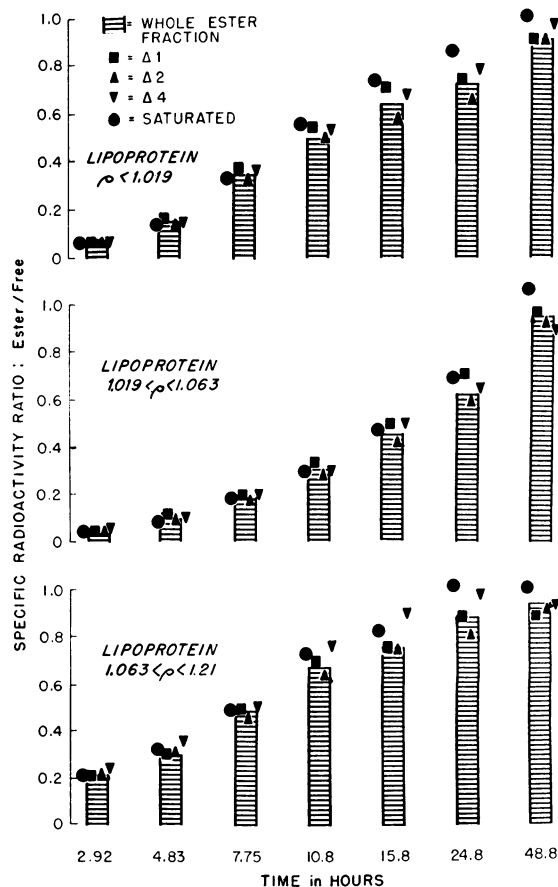 = WHOLE ESTER
FRACTION
= Δ 1
= Δ 2
= Δ 4
= SATURATED
1.0
0.8
0.6
0.4
0.2
0
LIPOPROTEIN
ρ < 1.019
1.0
0.8
0.6
0.4
0.2
0
LIPOPROTEIN
1.019 < ρ < 1.063
1.0
0.8
0.6
0.4
0.2
0
LIPOPROTEIN
1.063 < ρ < 1.21
SPECIFIC RADIOACTIVITY RATIO: Ester / Free
2.92 4.83 7.75 10.8 15.8 24.8 48.8
TIME in HOURS